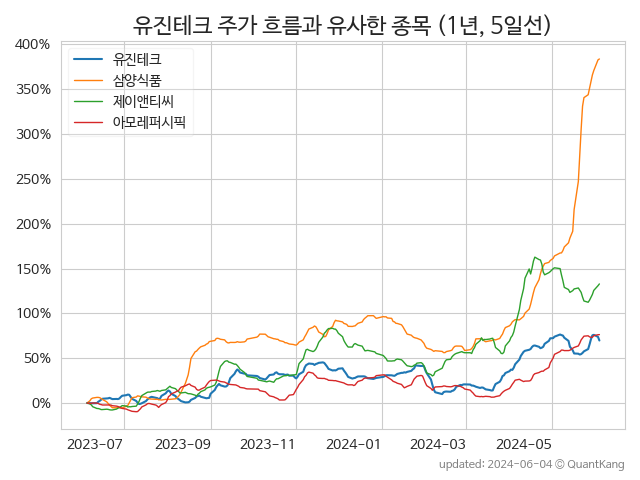 유진테크 주가 흐름과 유사한 종목 (1년, 5일선)
400%
350%
300%
250%
200%
150%
100%
50%
0%
유진테크
삼양식품
제이앤티씨
아모레퍼시픽
2023-07
2023-09
2023-11
2024-01
2024-03
2024-05
updated: 2024-06-04 © QuantKang